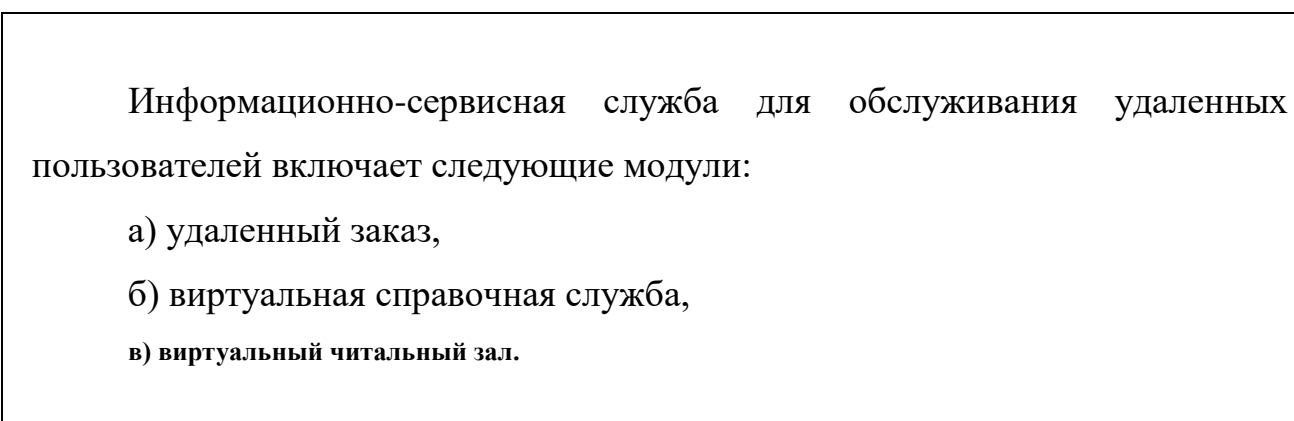 Информационно-сервисная служба для обслуживания удаленных
пользователей включает следующие модули:
а) удаленный заказ,
б) виртуальная справочная служба,
в) виртуальный читальный зал.